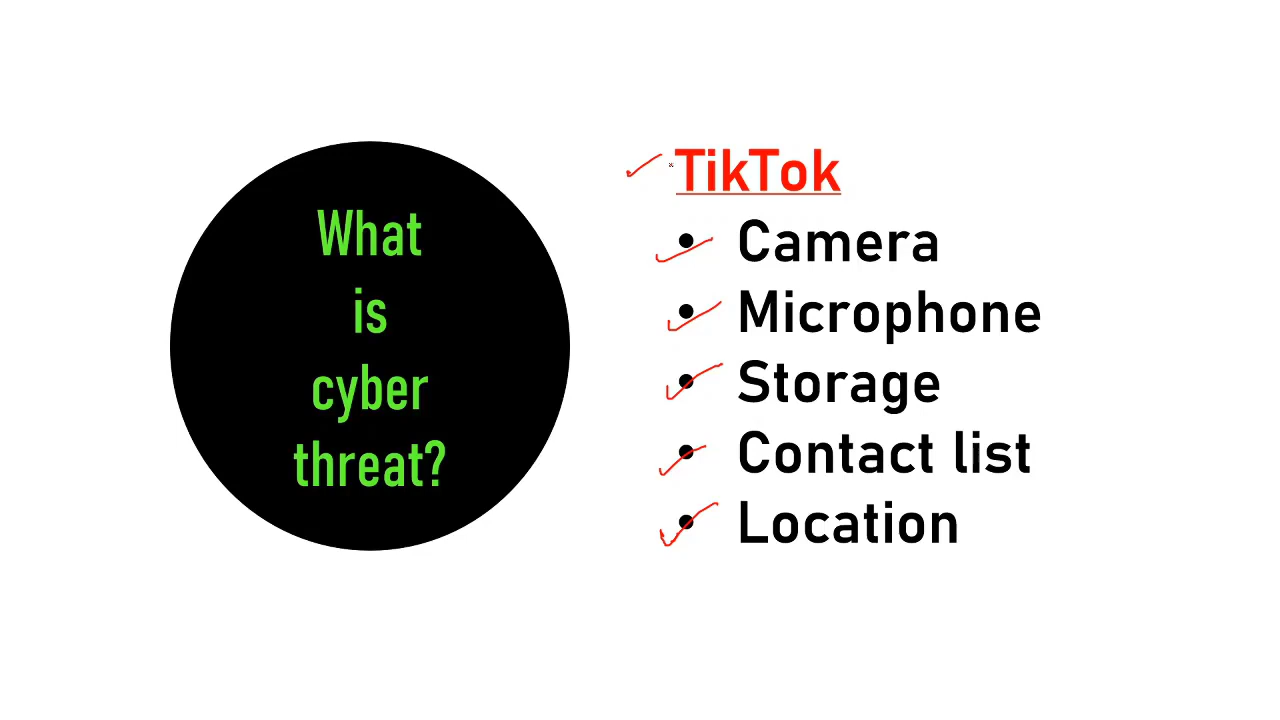 What
is
cyber
threat?
TikTok
• Camera
• Microphone
• Storage
• Contact list
• Location